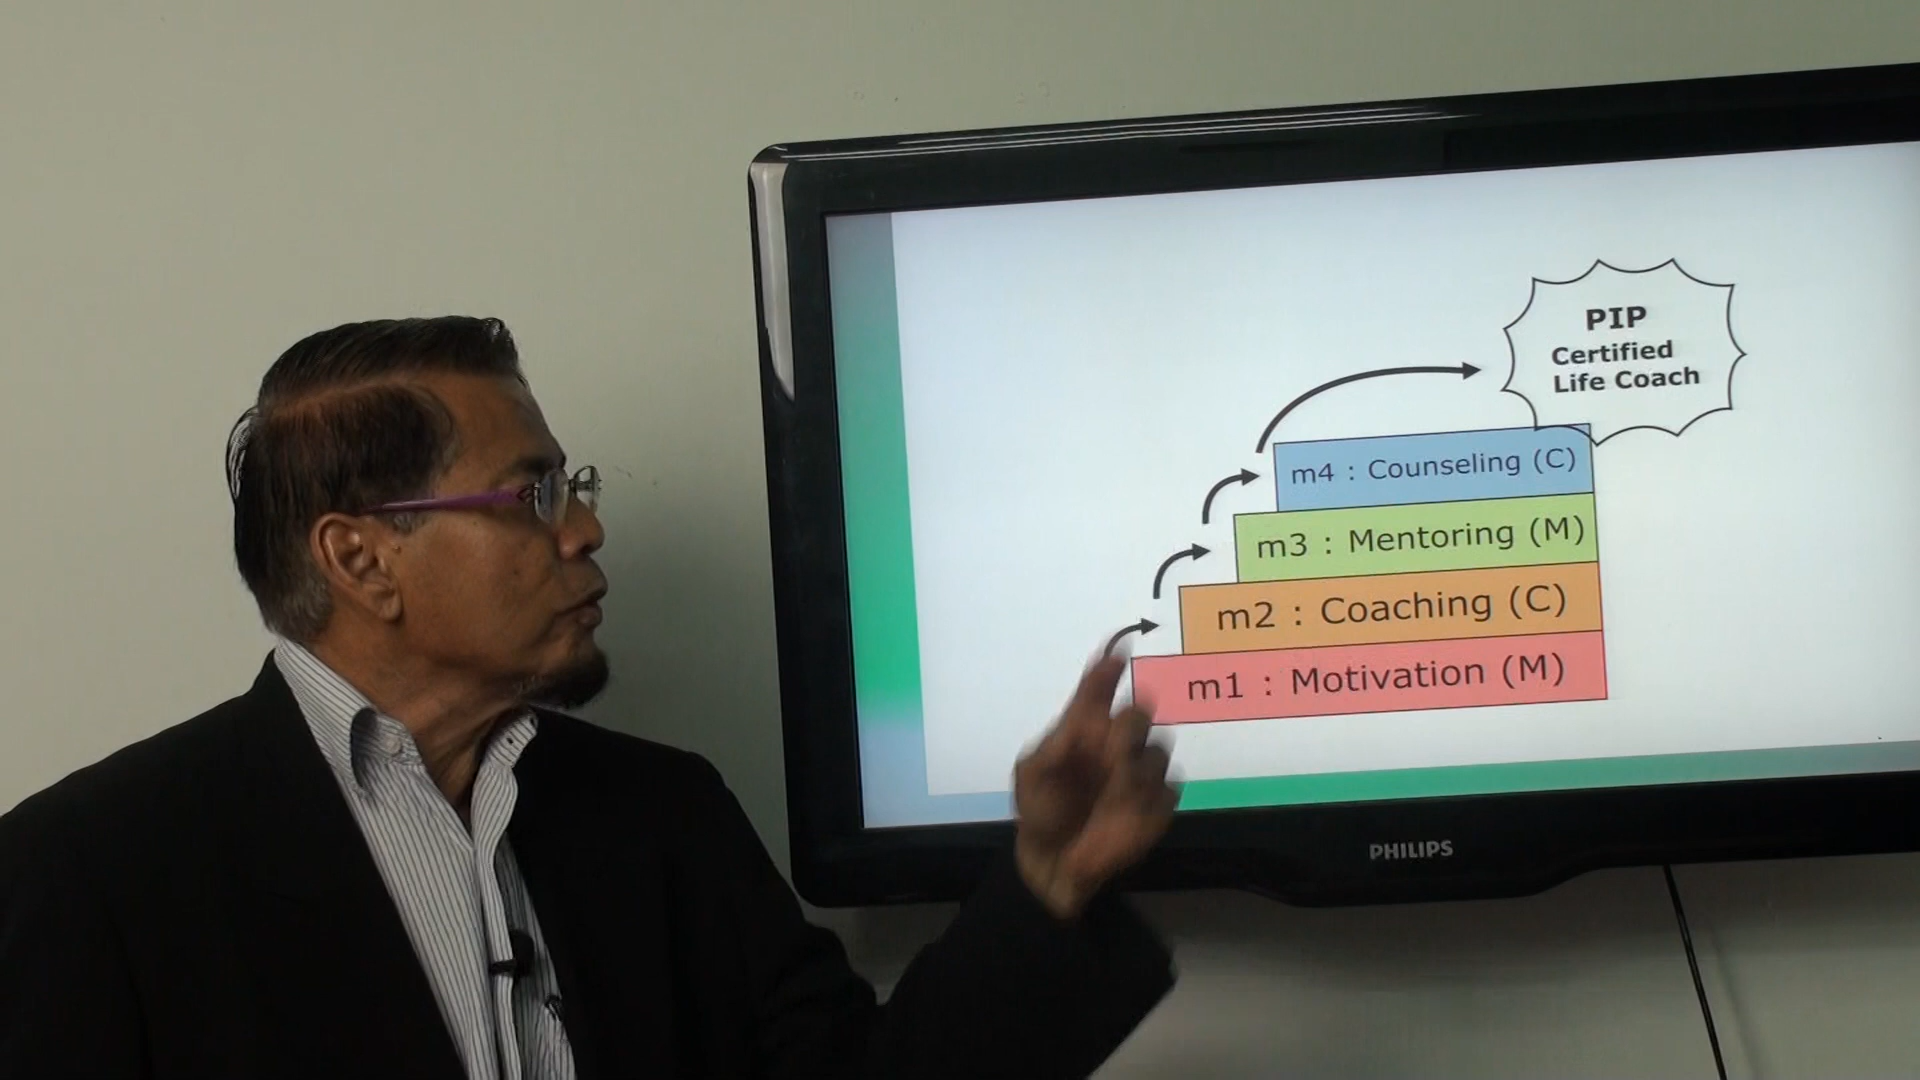 PIP
Certified
Life Coach
m4 : Counseling (C)
m3 : Mentoring (M)
m2 : Coaching (C)
m1 : Motivation (M)
PHILIPS